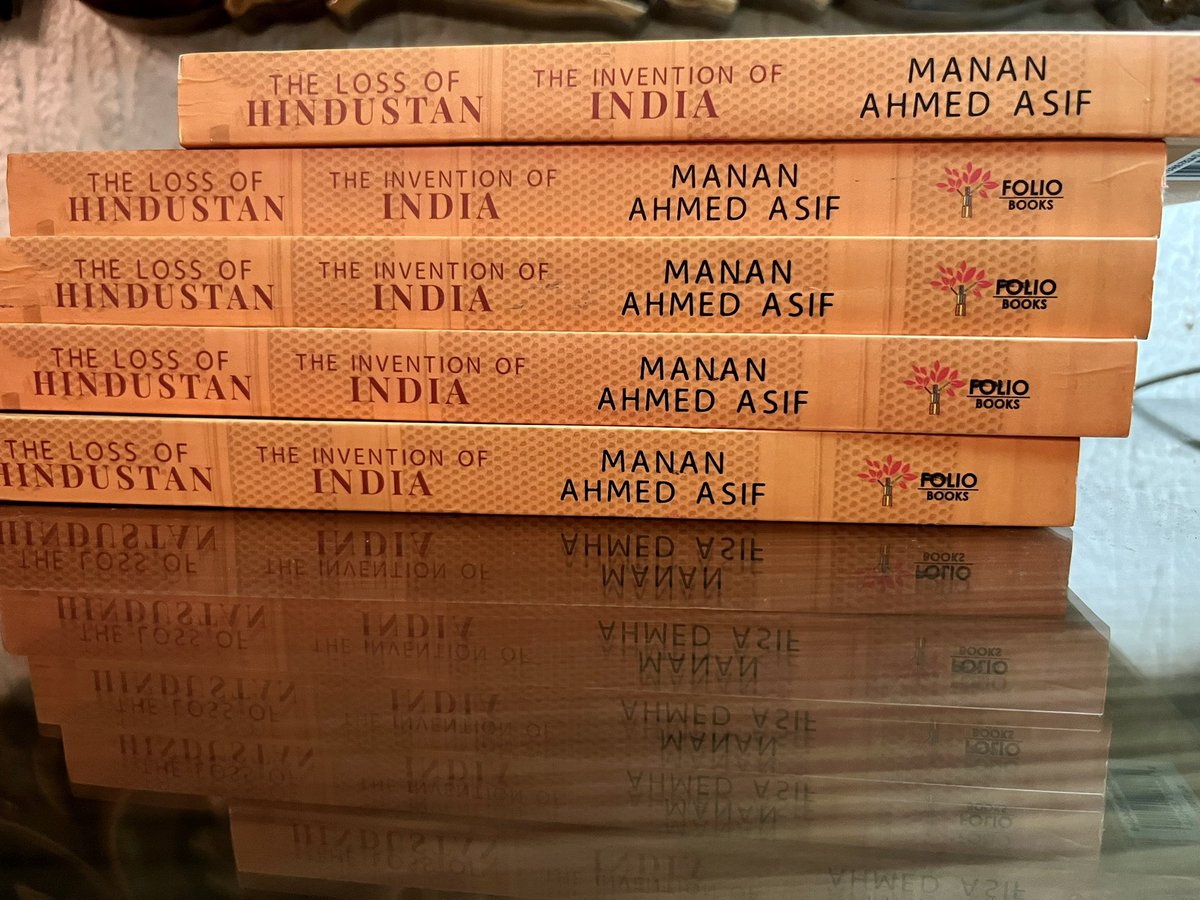 THE LOSS OF
HINDUSTAN
THE INVENTION OF
INDIA
MANAN
AHMED ASIF
THE LOSS OF
HINDUSTAN
THE INVENTION OF
INDIA
MANAN
AHMED ASIF
FOLIO
BOOKS
THE LOSS OF
HINDUSTAN
THE INVENTION OF
INDIA
MANAN
AHMED ASIF
FOLIO
BOOKS
THE LOSS OF
HINDUSTAN
THE INVENTION OF
INDIA
MANAN
AHMED ASIF
FOLIO
BOOKS
THE LOSS OF
HINDUSTAN
THE INVENTION OF
INDIA
MANAN
AHMED ASIF
FOLIO
BOOKS